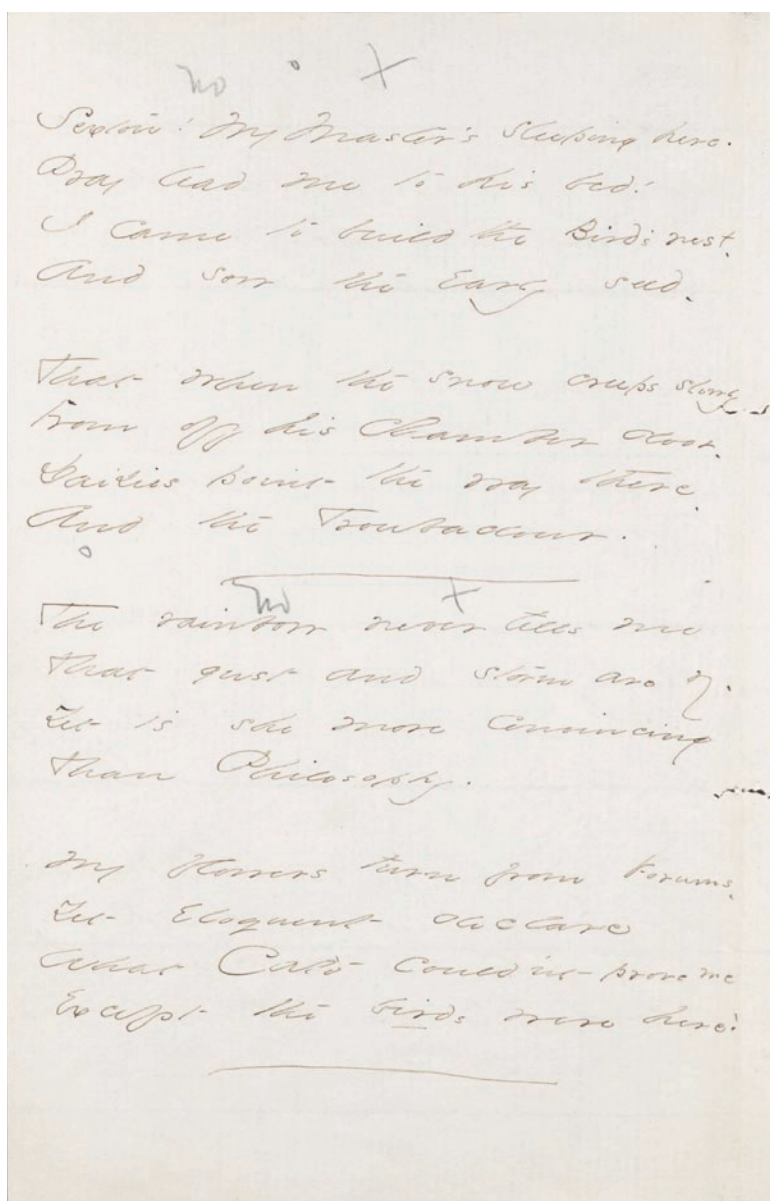 no o X
Sexton! My Master's sleeping here.
Pray lead me to his bed!
I came to build the Bird's nest,
And sow the Early seed.
That when the snow creeps slowly
From off his Chamber door.
Daisies point the way there.
And the Troubadour.
o
no X
The rainbow never tells me
That gust and storm are by.
Yet is she more convincing
Than Philosophy.
My flowers turn from Forums.
Yet Eloquent declare
What Cato could'nt prove me
Except the birds were here!